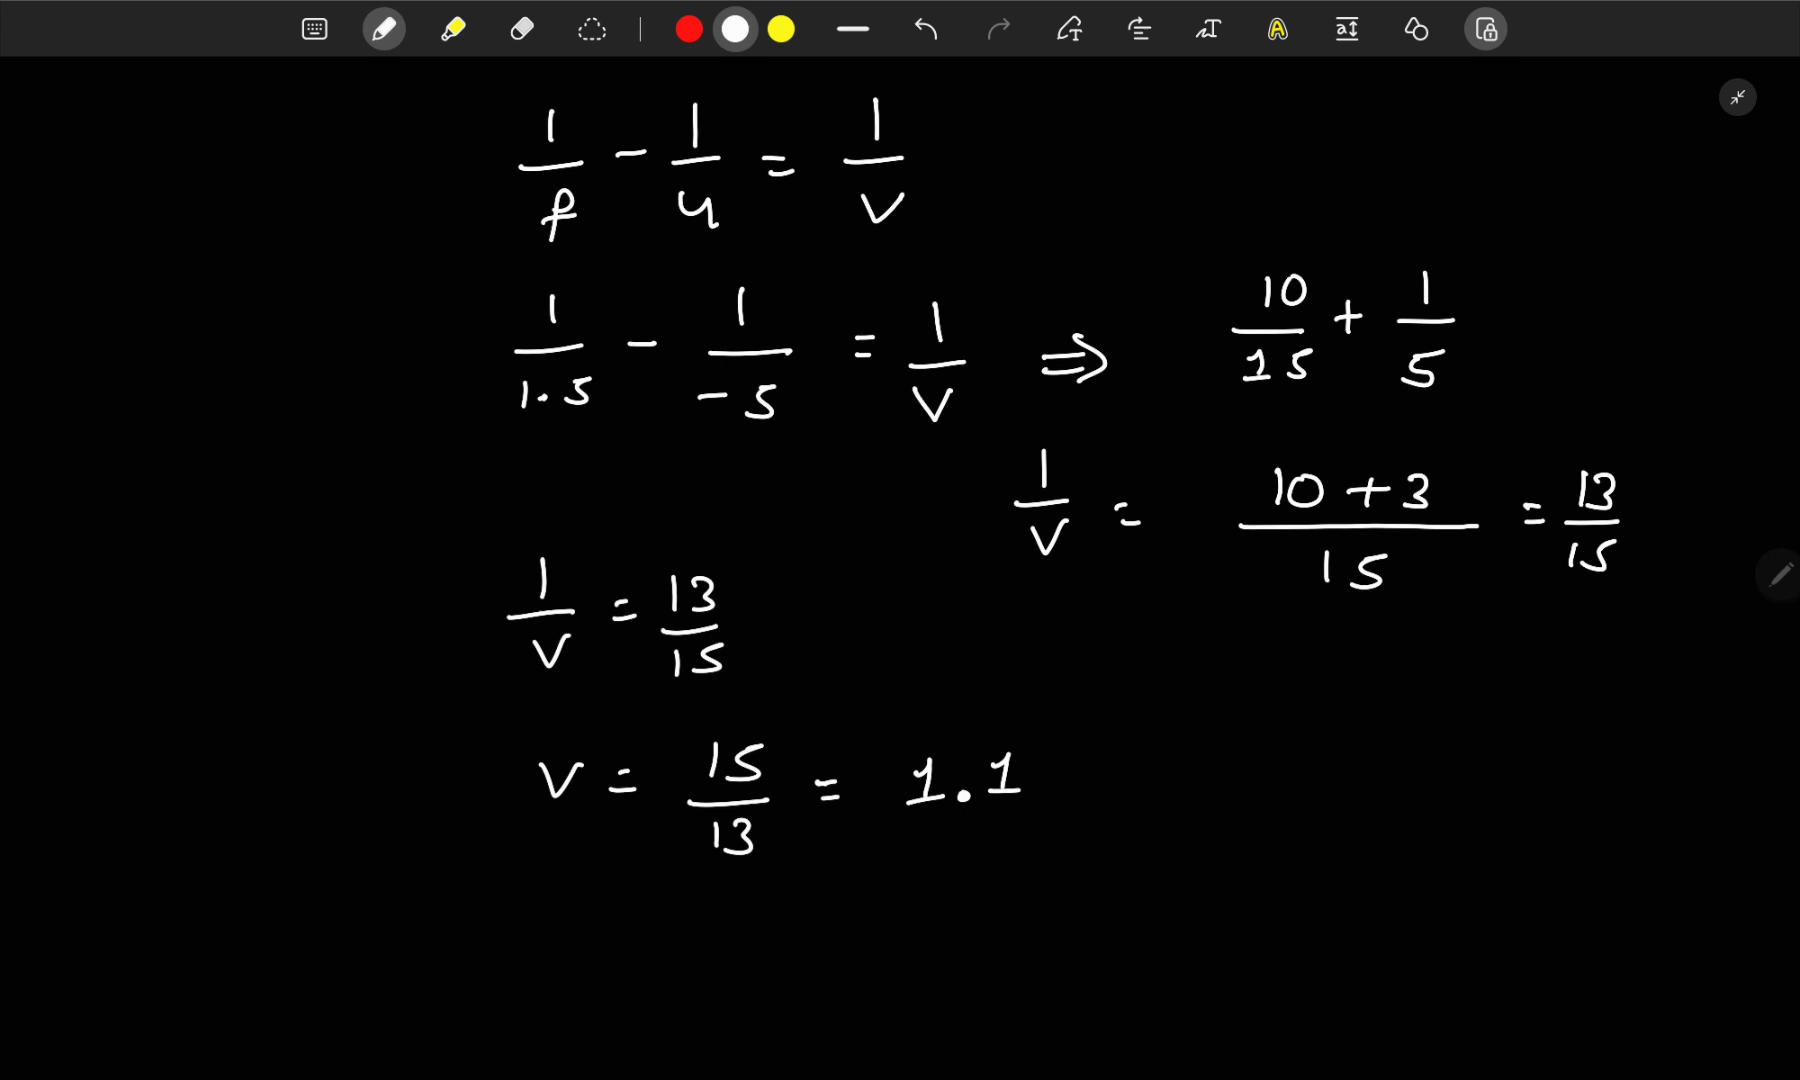 1/f - 1/u = 1/v
1/1.5 - 1/-5 = 1/v ⇒ 10/15 + 1/5
1/v = 10+3/15 = 13/15
1/v = 13/15
v = 15/13 = 1.1